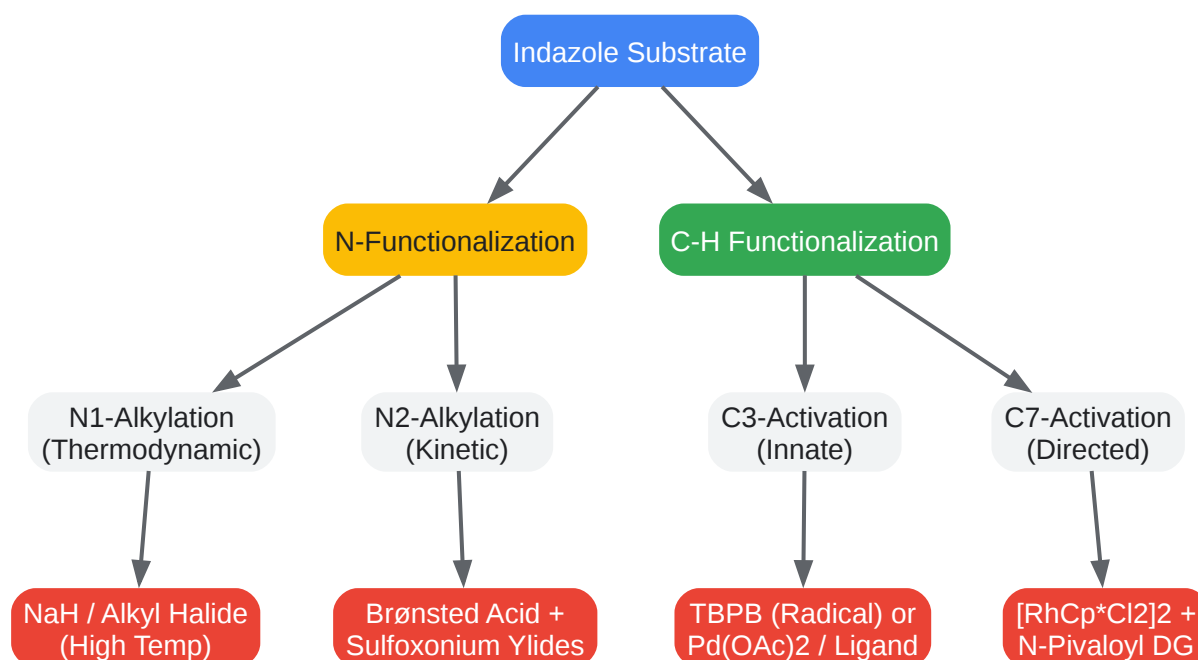 Indazole Substrate
N-Functionalization
C-H Functionalization
N1-Alkylation
(Thermodynamic)
N2-Alkylation
(Kinetic)
C3-Activation
(Innate)
C7-Activation
(Directed)
NaH / Alkyl Halide
(High Temp)
Brønsted Acid +
Sulfoxonium Ylides
TBPB (Radical) or
Pd(OAc)2 / Ligand
[RhCp*Cl2]2 +
N-Pivaloyl DG